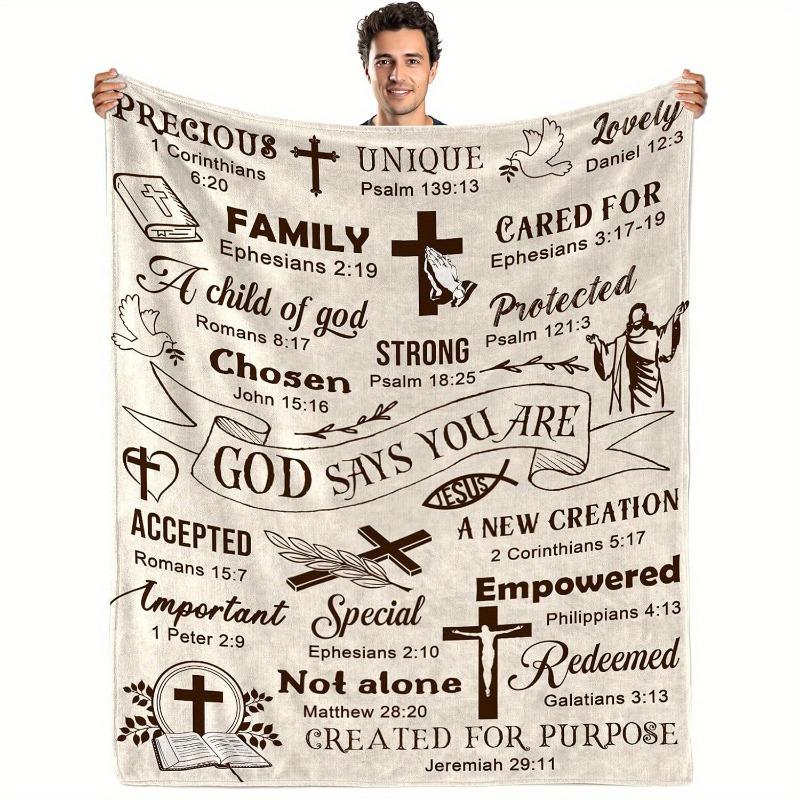 PRECIOUS
1 Corinthians
6:20
UNIQUE
Psalm 139:13
Lovely
Daniel 12:3
FAMILY
Ephesians 2:19
CARED FOR
Ephesians 3:17-19
A child of god
Romans 8:17
Protected
Psalm 121:3
STRONG
Psalm 18:25
Chosen
John 15:16
GOD SAYS YOU ARE
JESUS
ACCEPTED
Romans 15:7
A NEW CREATION
2 Corinthians 5:17
Empowered
Philippians 4:13
Important
1 Peter 2:9
Special
Ephesians 2:10
Redeemed
Galatians 3:13
Not alone
Matthew 28:20
CREATED FOR PURPOSE
Jeremiah 29:11